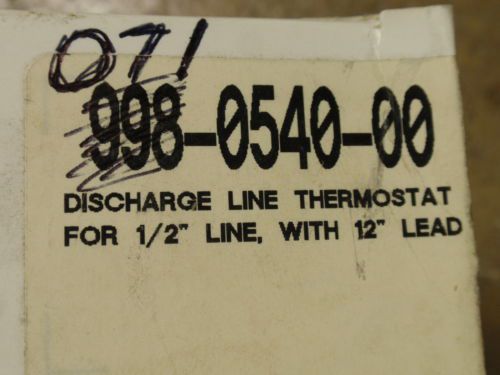 071
998-0540-00
DISCHARGE LINE THERMOSTAT
FOR 1/2" LINE, WITH 12" LEAD